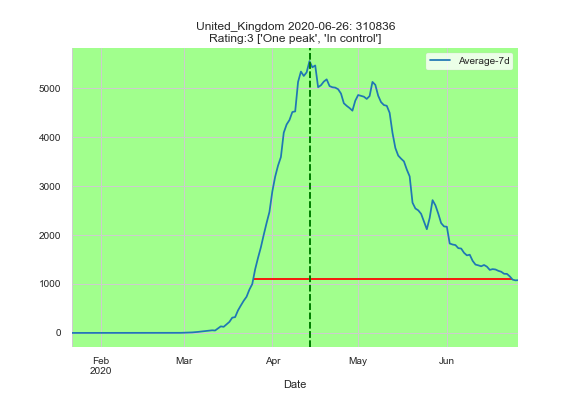 United_Kingdom 2020-06-26: 310836
Rating:3 ['One peak', 'In control']
Average-7d
5000
4000
3000
2000
1000
0
Feb
2020
Mar
Apr
May
Jun
Date